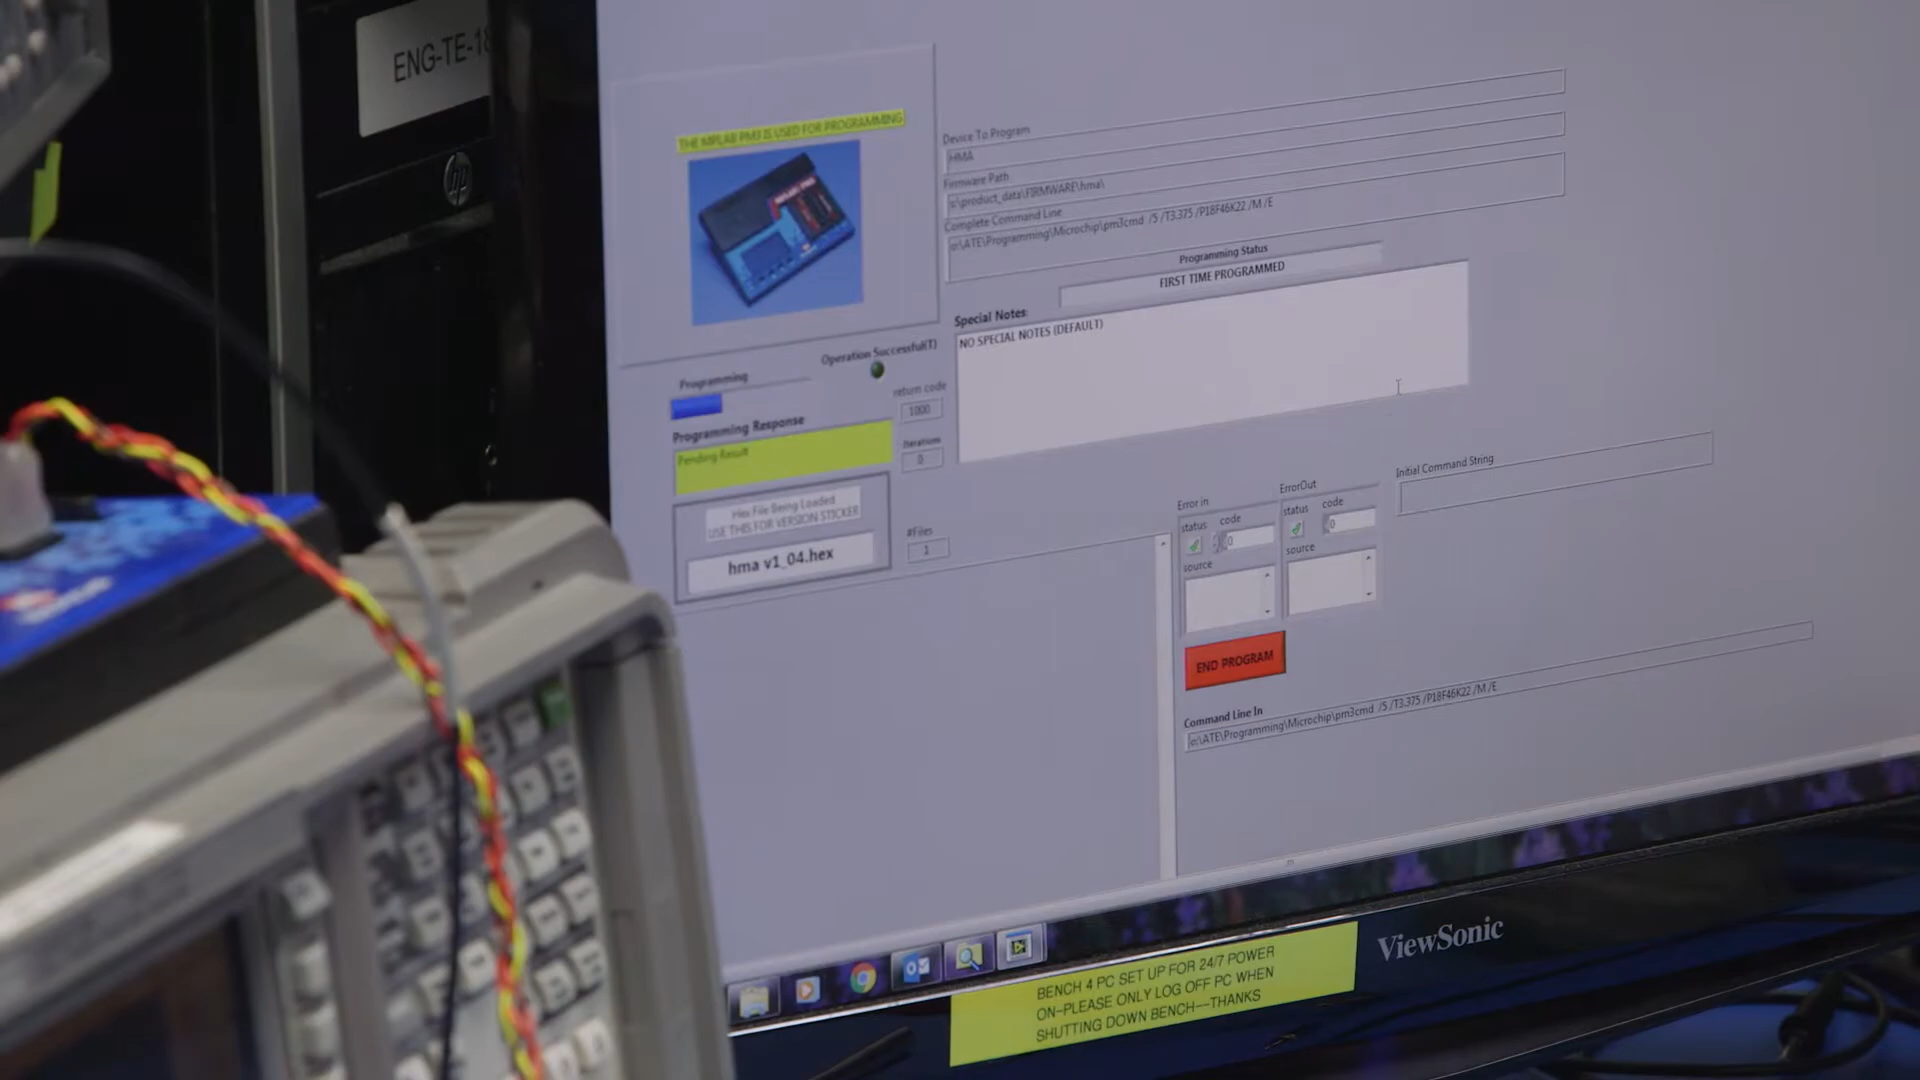 ENG-TE-18
hp
THE MPLAB PM3 IS USED FOR PROGRAMMING
Device To Program
HMA
Firmware Path
c:\product_data\FIRMWARE\hma\
Complete Command Line
o:\ATE\Programming\Microchip\pm3cmd /5 /T3.375 /P18F46K22 /M /E
Programming Status
FIRST TIME PROGRAMMED
Special Notes
NO SPECIAL NOTES (DEFAULT)
Operation Successful(T)
Programming
return code
1000
Programming Response
Pending Result
Iterations
0
Hex File Being Loaded
USE THIS FOR VERSION STICKER
hma v1_04.hex
#Files
1
Error in
status code
0
source
ErrorOut
status code
0
source
Initial Command String
END PROGRAM
Command Line In
o:\ATE\Programming\Microchip\pm3cmd /5 /T3.375 /P18F46K22 /M /E
ViewSonic
BENCH 4 PC SET UP FOR 24/7 POWER
ON-PLEASE ONLY LOG OFF PC WHEN
SHUTTING DOWN BENCH--THANKS